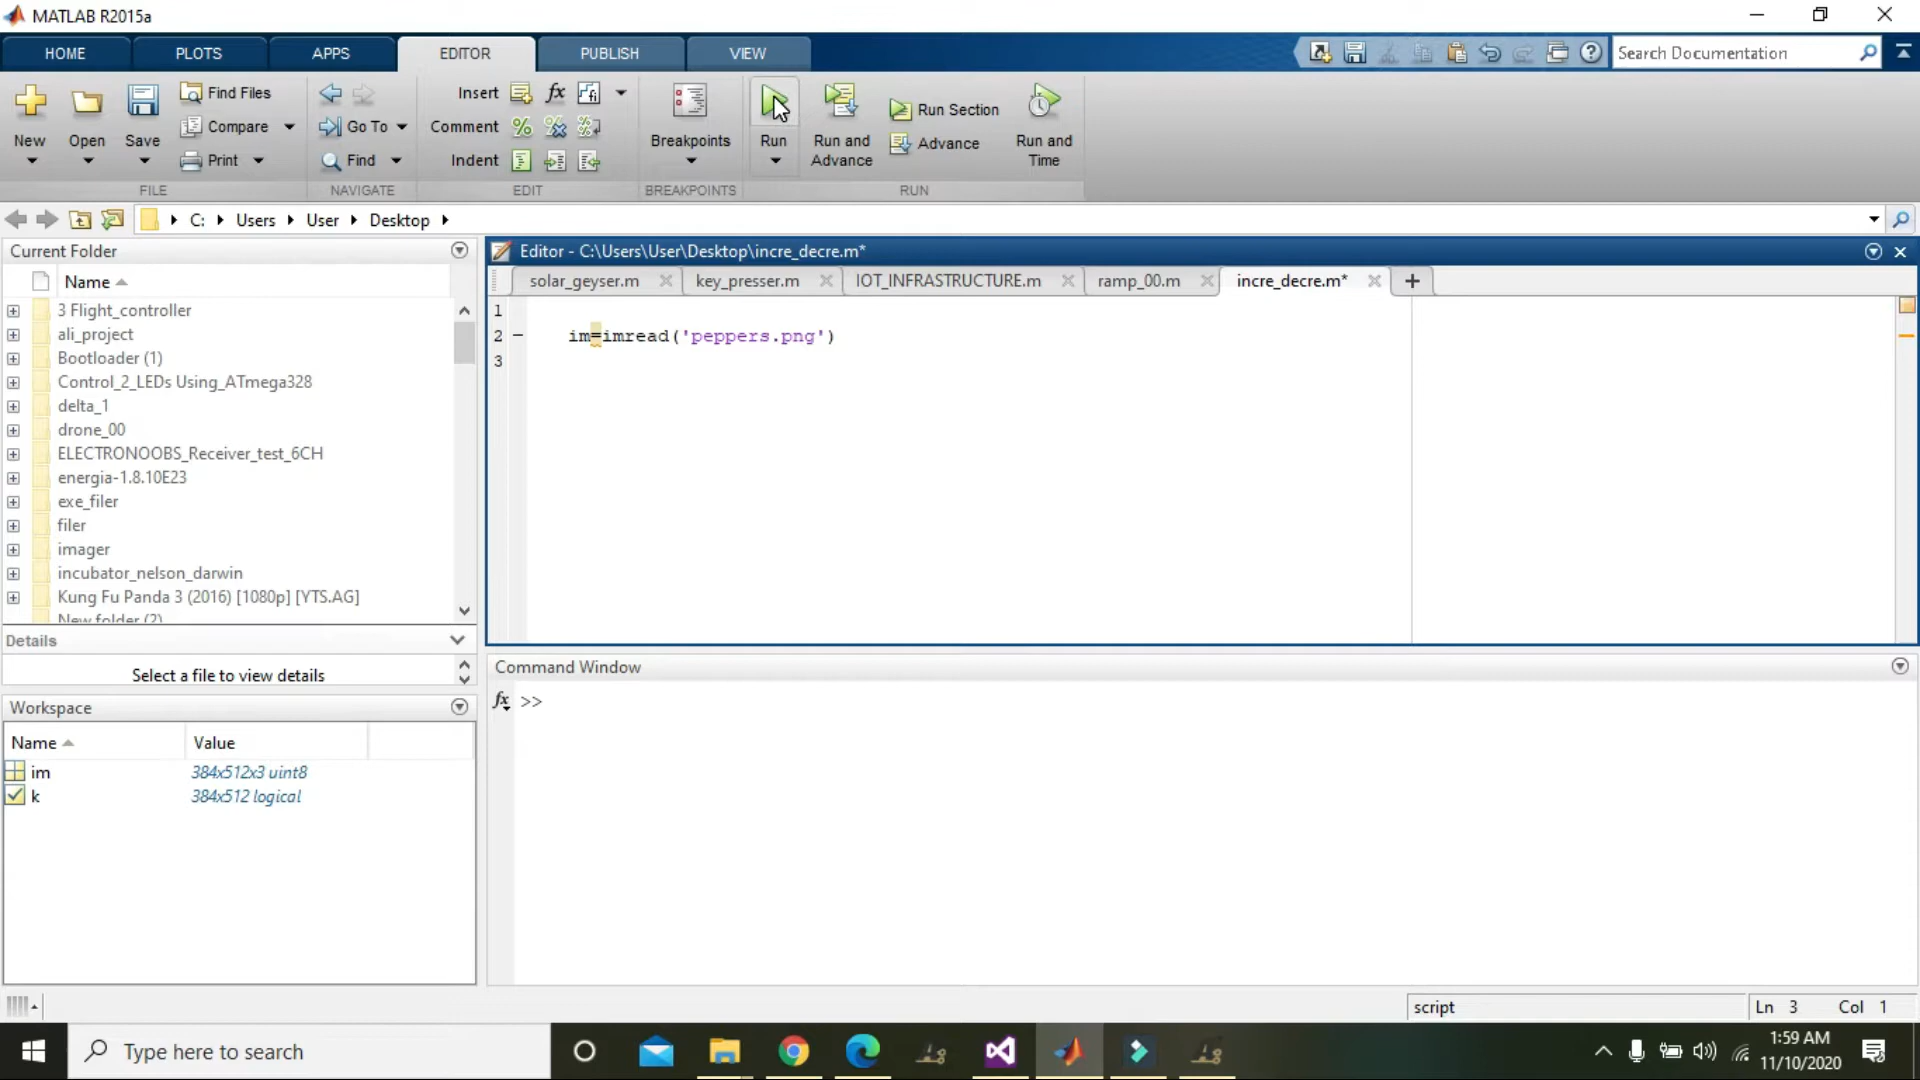 MATLAB R2015a
HOME PLOTS APPS EDITOR PUBLISH VIEW
Search Documentation
New
Open
Save
Find Files
Compare
Print
FILE
Go To
Find
NAVIGATE
Insert
Comment
Indent
EDIT
Breakpoints
BREAKPOINTS
Run
Run and
Advance
Run Section
Advance
Run and
Time
RUN
C: Users User Desktop
Current Folder
Name
3 Flight_controller
ali_project
Bootloader (1)
Control_2_LEDs Using_ATmega328
delta_1
drone_00
ELECTRONOOBS_Receiver_test_6CH
energia-1.8.10E23
exe_filer
filer
imager
incubator_nelson_darwin
Kung Fu Panda 3 (2016) [1080p] [YTS.AG]
New folder (2)
Details
Select a file to view details
Workspace
Name Value
im 384x512x3 uint8
k 384x512 logical
Editor - C:\Users\User\Desktop\incre_decre.m*
solar_geyser.m key_presser.m IOT_INFRASTRUCTURE.m ramp_00.m incre_decre.m*
1
2 im=imread('peppers.png')
3
Command Window
fx >>
script Ln 3 Col 1
Type here to search
1:59 AM
11/10/2020